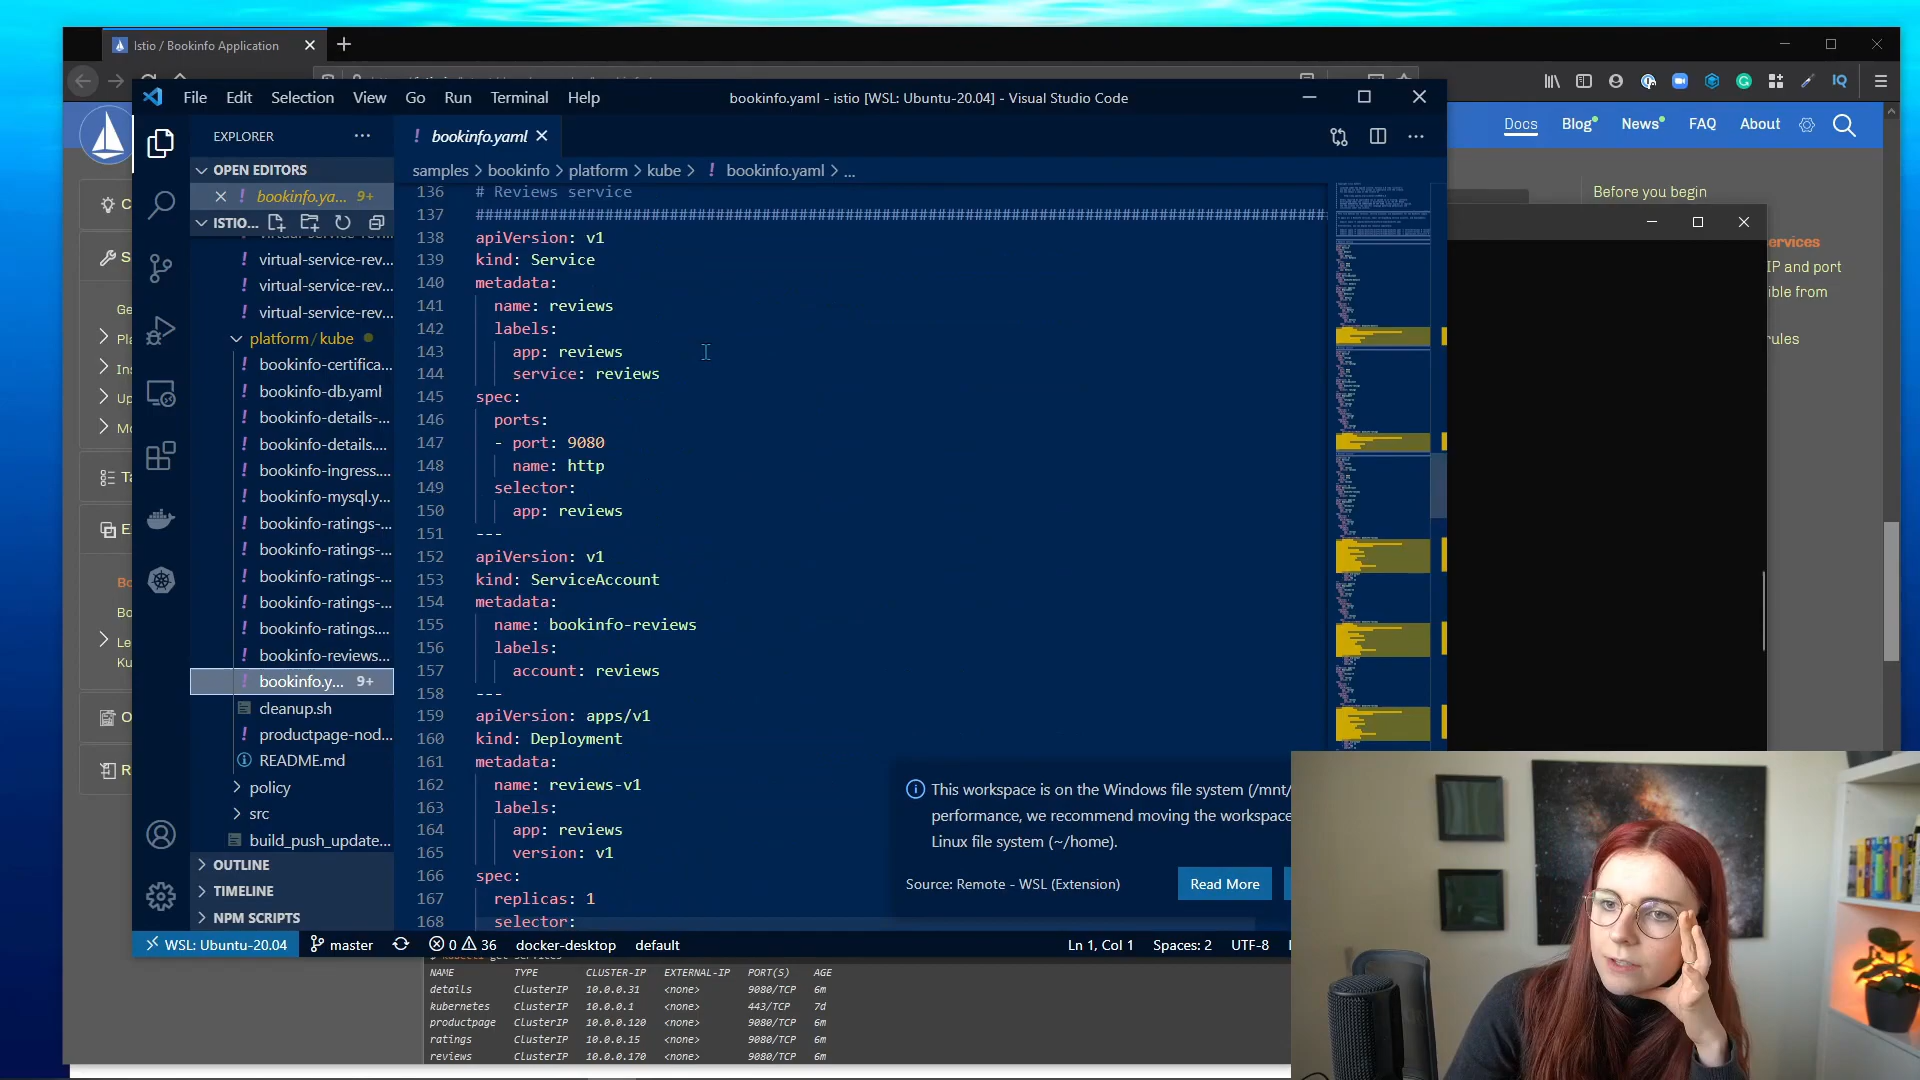 Istio / Bookinfo Application
File Edit Selection View Go Run Terminal Help
bookinfo.yaml - istio [WSL: Ubuntu-20.04] - Visual Studio Code
Docs Blog News FAQ About
EXPLORER
bookinfo.yaml
OPEN EDITORS
bookinfo.ya... 9+
ISTIO...
virtual-service-rev...
virtual-service-rev...
virtual-service-rev...
platform/kube
bookinfo-certifica...
bookinfo-db.yaml
bookinfo-details-...
bookinfo-details....
bookinfo-ingress....
bookinfo-mysql.y...
bookinfo-ratings-...
bookinfo-ratings-...
bookinfo-ratings-...
bookinfo-ratings-...
bookinfo-ratings....
bookinfo-reviews...
bookinfo.y... 9+
cleanup.sh
productpage-nod...
README.md
policy
src
build_push_update...
OUTLINE
TIMELINE
NPM SCRIPTS
samples > bookinfo > platform > kube > ! bookinfo.yaml > ...
136 # Reviews service
137 ##################################################################################################
138 apiVersion: v1
139 kind: Service
140 metadata:
141 name: reviews
142 labels:
143 app: reviews
144 service: reviews
145 spec:
146 ports:
147 - port: 9080
148 name: http
149 selector:
150 app: reviews
151 ---
152 apiVersion: v1
153 kind: ServiceAccount
154 metadata:
155 name: bookinfo-reviews
156 labels:
157 account: reviews
158 ---
159 apiVersion: apps/v1
160 kind: Deployment
161 metadata:
162 name: reviews-v1
163 labels:
164 app: reviews
165 version: v1
166 spec:
167 replicas: 1
168 selector:
This workspace is on the Windows file system (/mnt/
performance, we recommend moving the workspace
Linux file system (~/home).
Source: Remote - WSL (Extension)
Read More
Before you begin
ervices
IP and port
ible from
rules
WSL: Ubuntu-20.04 master 0 36 docker-desktop default Ln 1, Col 1 Spaces: 2 UTF-8
NAME TYPE CLUSTER-IP EXTERNAL-IP PORT(S) AGE
details ClusterIP 10.0.0.31 <none> 9080/TCP 6m
kubernetes ClusterIP 10.0.0.1 <none> 443/TCP 7d
productpage ClusterIP 10.0.0.120 <none> 9080/TCP 6m
ratings ClusterIP 10.0.0.15 <none> 9080/TCP 6m
reviews ClusterIP 10.0.0.170 <none> 9080/TCP 6m